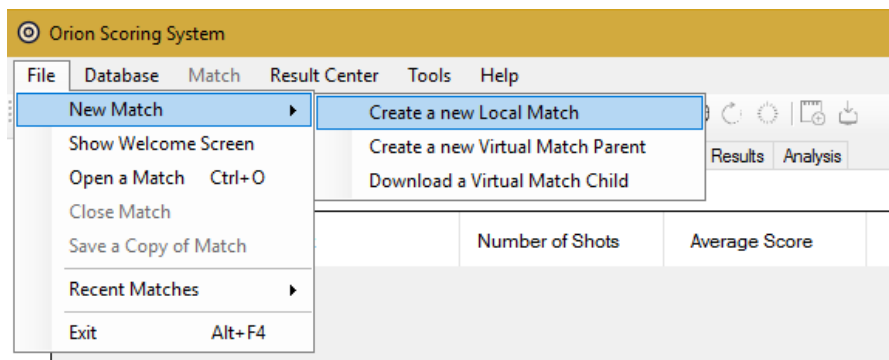 Orion Scoring System
File Database Match Result Center Tools Help
New Match Create a new Local Match
Show Welcome Screen Create a new Virtual Match Parent
Results Analysis
Open a Match Ctrl+O Download a Virtual Match Child
Close Match
Save a Copy of Match Number of Shots Average Score
Recent Matches
Exit Alt+F4